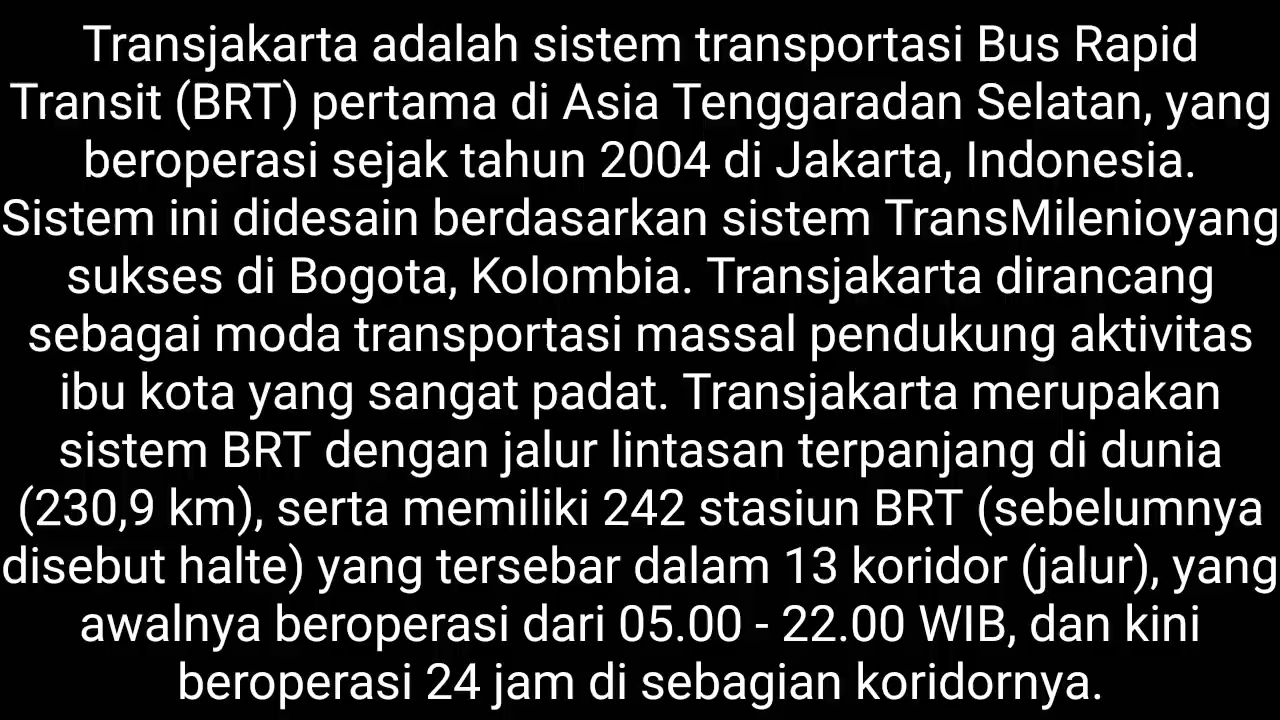 Transjakarta adalah sistem transportasi Bus Rapid
Transit (BRT) pertama di Asia Tenggaradan Selatan, yang
beroperasi sejak tahun 2004 di Jakarta, Indonesia.
Sistem ini didesain berdasarkan sistem TransMilenioyang
sukses di Bogota, Kolombia. Transjakarta dirancang
sebagai moda transportasi massal pendukung aktivitas
ibu kota yang sangat padat. Transjakarta merupakan
sistem BRT dengan jalur lintasan terpanjang di dunia
(230,9 km), serta memiliki 242 stasiun BRT (sebelumnya
disebut halte) yang tersebar dalam 13 koridor (jalur), yang
awalnya beroperasi dari 05.00 - 22.00 WIB, dan kini
beroperasi 24 jam di sebagian koridornya.